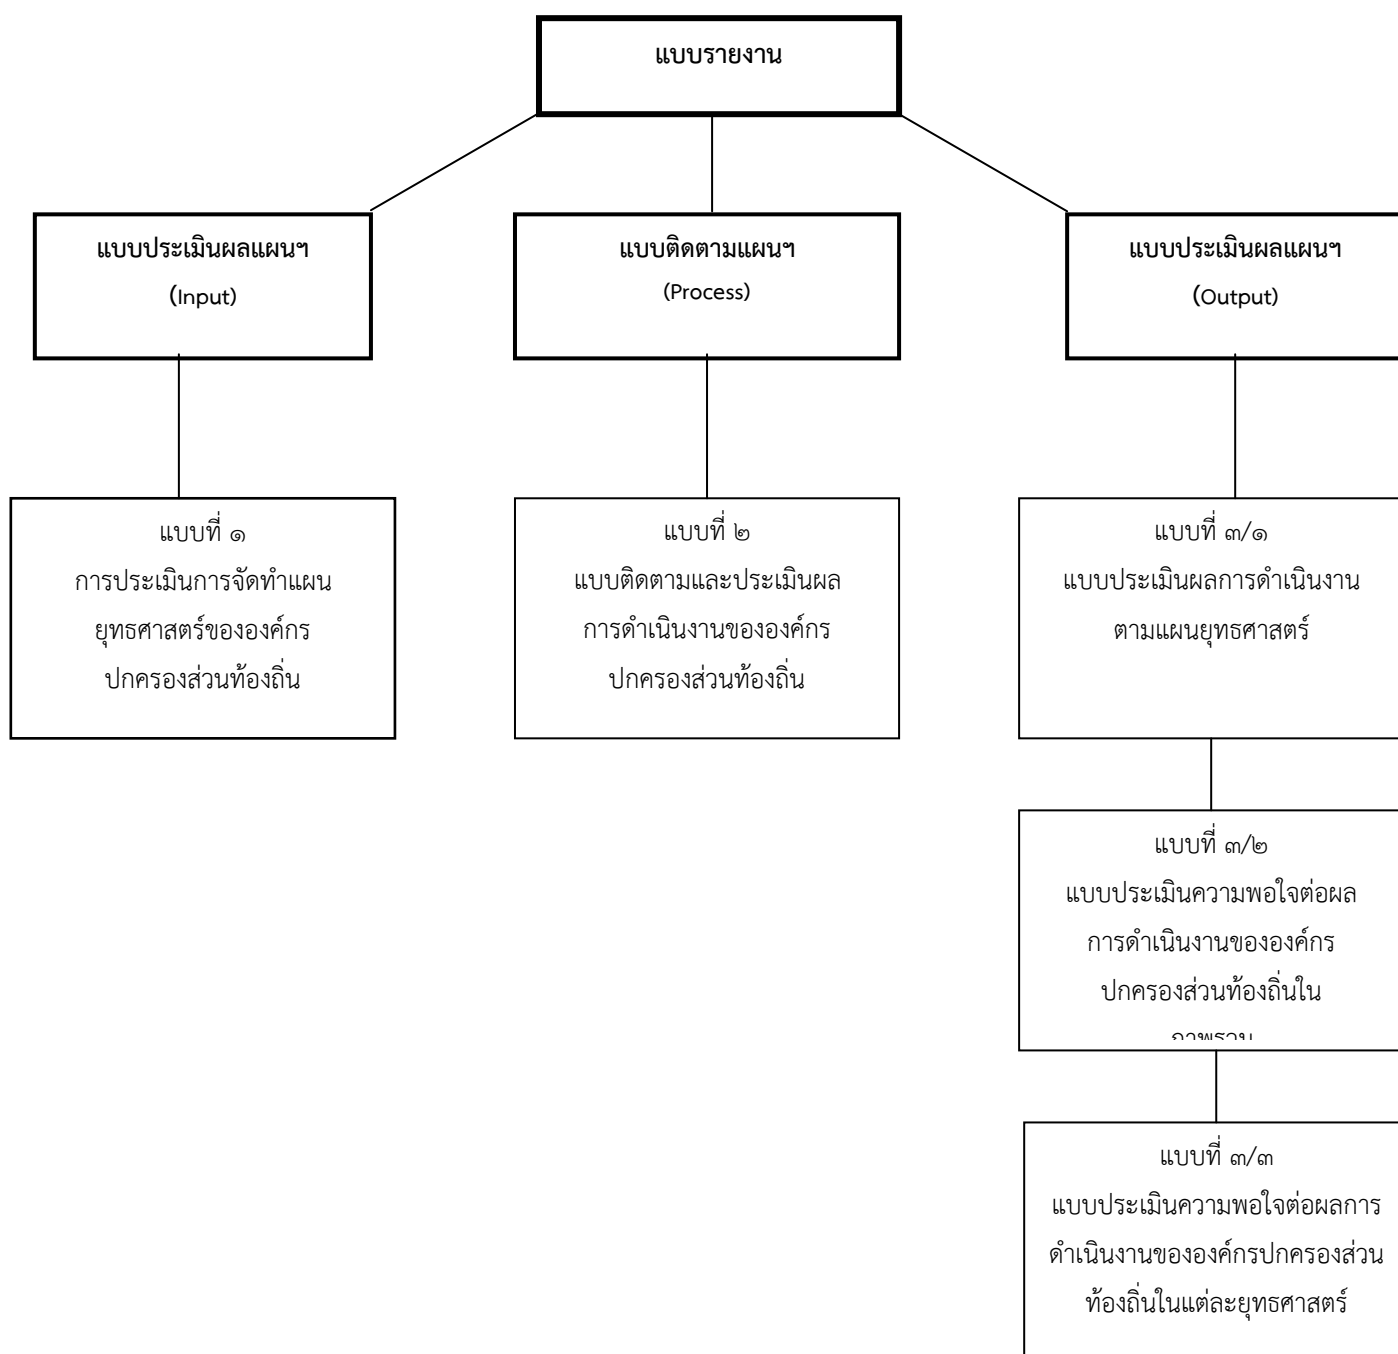 แบบรายงาน
แบบประเมินผลแผนฯ
(Input)
แบบติดตามแผนฯ
(Process)
แบบประเมินผลแผนฯ
(Output)
แบบที่ ๑
การประเมินการจัดทำแผน
ยุทธศาสตร์ขององค์กร
ปกครองส่วนท้องถิ่น
แบบที่ ๒
แบบติดตามและประเมินผล
การดำเนินงานขององค์กร
ปกครองส่วนท้องถิ่น
แบบที่ ๓/๑
แบบประเมินผลการดำเนินงาน
ตามแผนยุทธศาสตร์
แบบที่ ๓/๒
แบบประเมินความพอใจต่อผล
การดำเนินงานขององค์กร
ปกครองส่วนท้องถิ่นใน
ภาพรวม
แบบที่ ๓/๓
แบบประเมินความพอใจต่อผลการ
ดำเนินงานขององค์กรปกครองส่วน
ท้องถิ่นในแต่ละยุทธศาสตร์